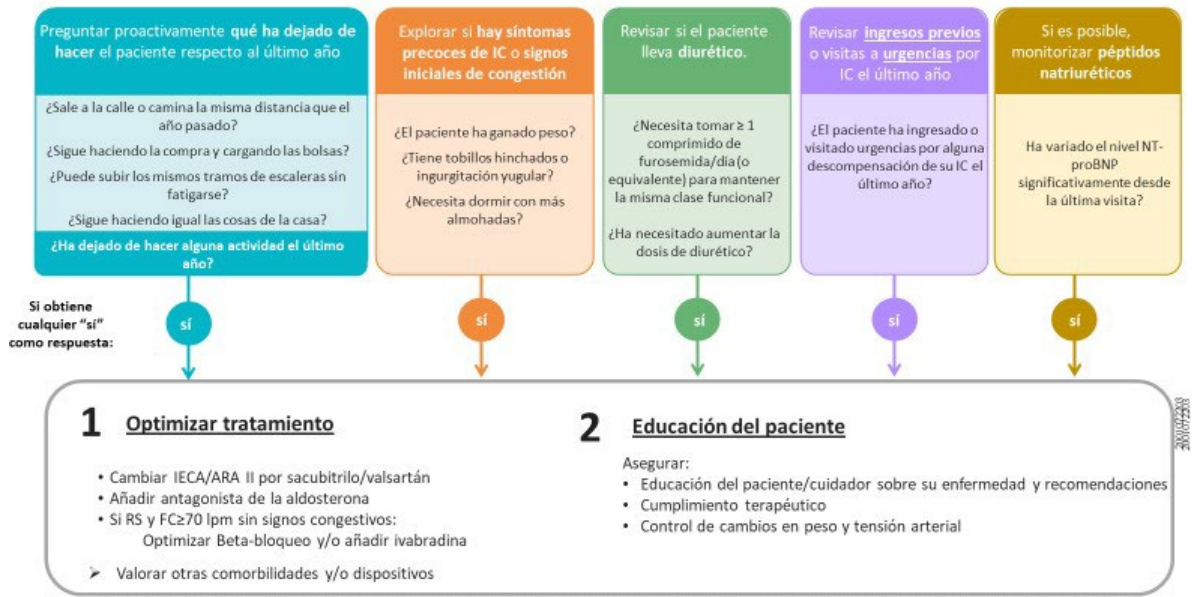 Preguntar proactivamente qué ha dejado de
hacer el paciente respecto al último año
¿Sale a la calle o camina la misma distancia que el
año pasado?
¿Sigue haciendo la compra y cargando las bolsas?
¿Puede subir los mismos tramos de escaleras sin
fatigarse?
¿Sigue haciendo igual las cosas de la casa?
¿Ha dejado de hacer alguna actividad el último
año?
Explorar si hay síntomas
precoces de IC o signos
iniciales de congestión
¿El paciente ha ganado peso?
¿Tiene tobillos hinchados o
ingurgitación yugular?
¿Necesita dormir con más
almohadas?
Revisar si el paciente
lleva diurético.
¿Necesita tomar ≥ 1
comprimido de
furosemida/día (o
equivalente) para mantener
la misma clase funcional?
¿Ha necesitado aumentar la
dosis de diurético?
Revisar ingresos previos
o visitas a urgencias por
IC el último año
¿El paciente ha ingresado o
visitado urgencias por alguna
descompensación de su IC el
último año?
Si es posible,
monitorizar péptidos
natriuréticos
Ha variado el nivel NT-
proBNP
significativamente desde
la última visita?
Si obtiene
cualquier “sí”
como respuesta:
sí
sí
sí
sí
sí
1 Optimizar tratamiento
• Cambiar IECA/ARA II por sacubitrilo/valsartán
• Añadir antagonista de la aldosterona
• Si RS y FC≥70 lpm sin signos congestivos:
Optimizar Beta-bloqueo y/o añadir ivabradina
➢ Valorar otras comorbilidades y/o dispositivos
2 Educación del paciente
Asegurar:
• Educación del paciente/cuidador sobre su enfermedad y recomendaciones
• Cumplimiento terapéutico
• Control de cambios en peso y tensión arterial